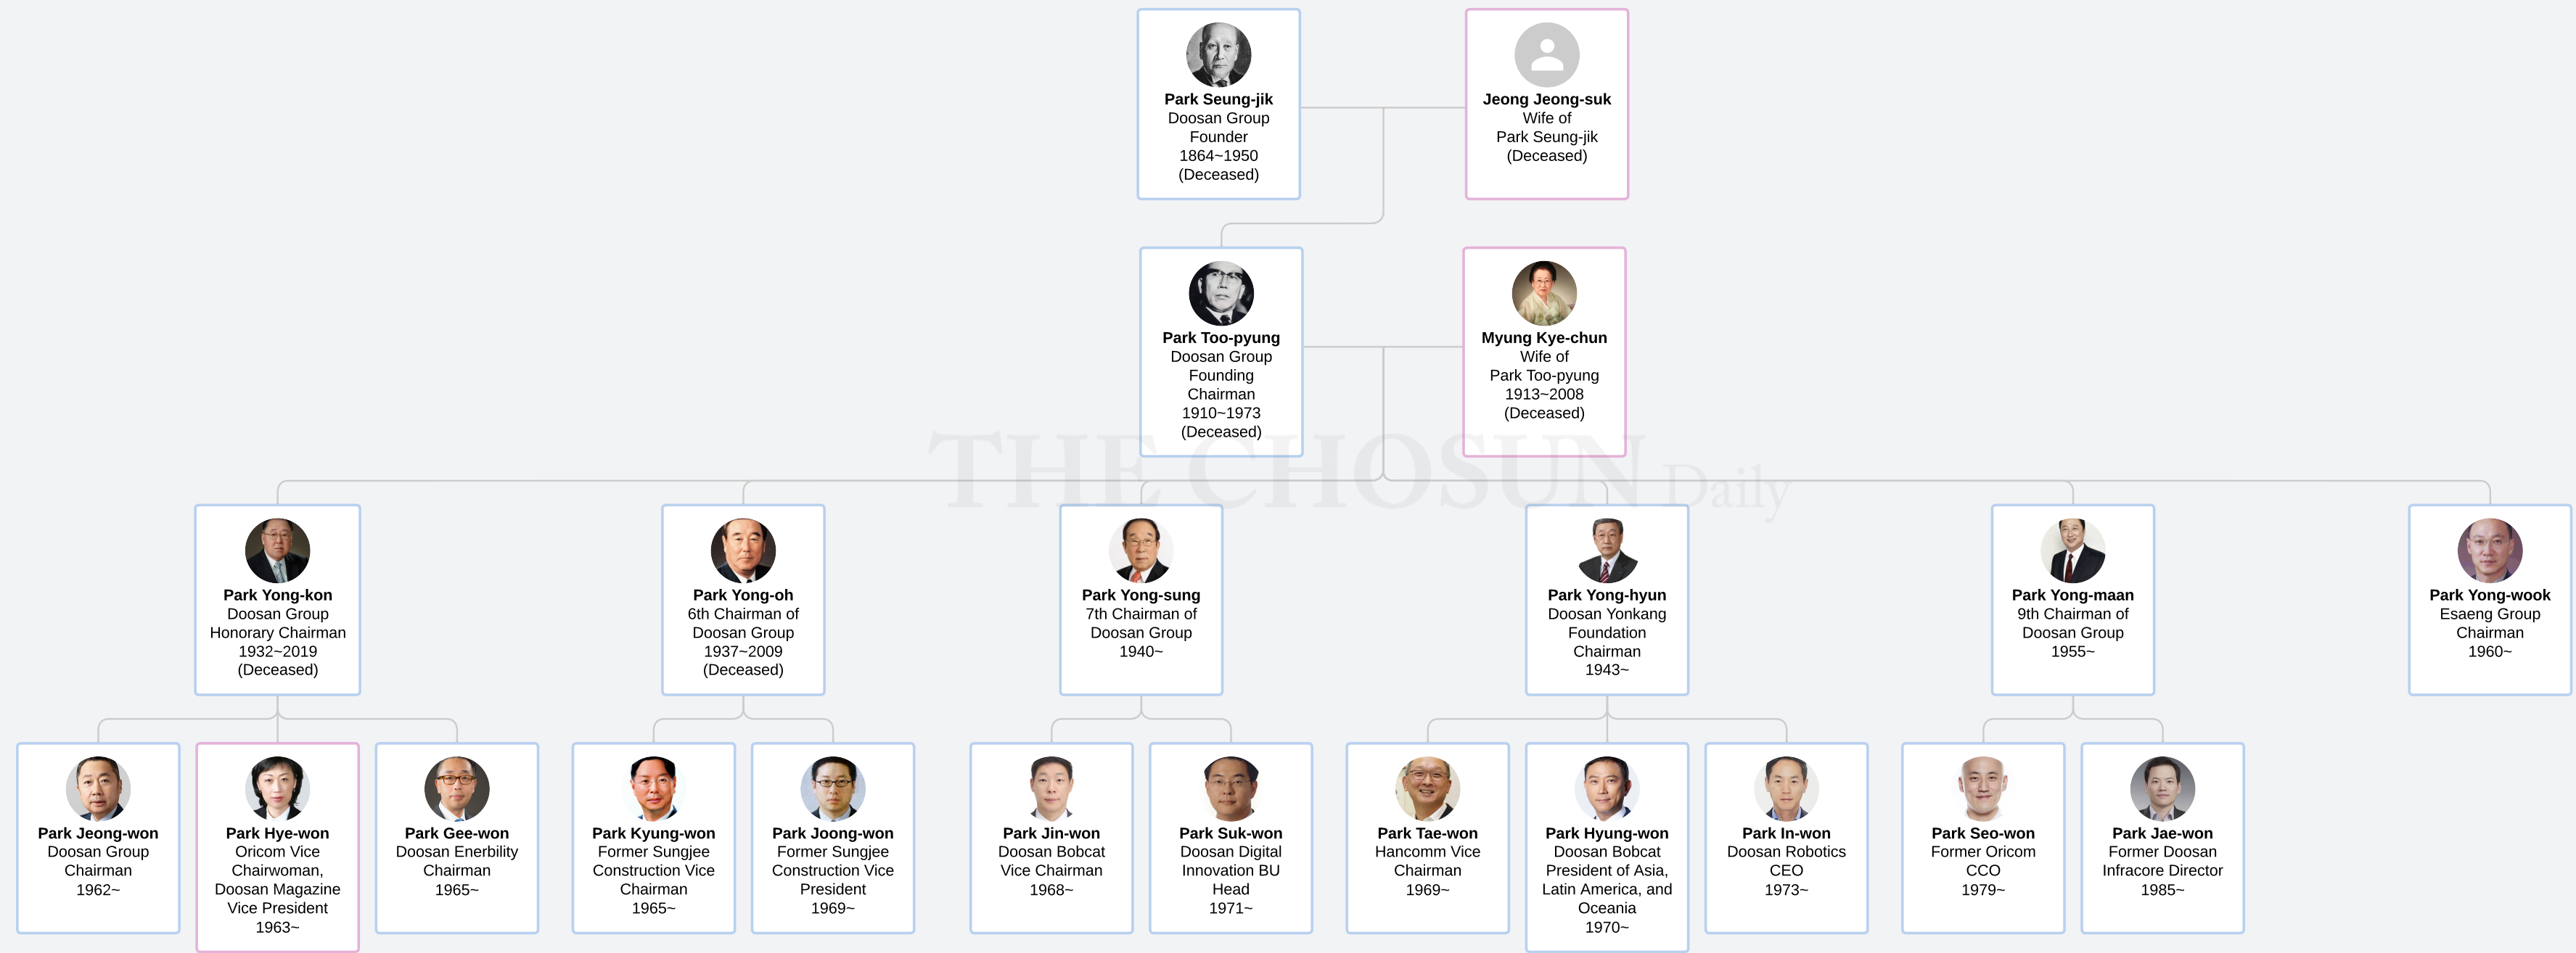 Park Seung-jik
Doosan Group
Founder
1864~1950
(Deceased)
Jeong Jeong-suk
Wife of
Park Seung-jik
(Deceased)
Park Too-pyung
Doosan Group
Founding
Chairman
1910~1973
(Deceased)
Myung Kye-chun
Wife of
Park Too-pyung
1913~2008
(Deceased)
THE CHOSUN Daily
Park Yong-kon
Doosan Group
Honorary Chairman
1932~2019
(Deceased)
Park Yong-oh
6th Chairman of
Doosan Group
1937~2009
(Deceased)
Park Yong-sung
7th Chairman of
Doosan Group
1940~
Park Yong-hyun
Doosan Yonkang
Foundation
Chairman
1943~
Park Yong-maan
9th Chairman of
Doosan Group
1955~
Park Yong-wook
Esaeng Group
Chairman
1960~
Park Jeong-won
Doosan Group
Chairman
1962~
Park Hye-won
Oricom Vice
Chairwoman,
Doosan Magazine
Vice President
1963~
Park Gee-won
Doosan Enerbility
Chairman
1965~
Park Kyung-won
Former Sungjee
Construction Vice
Chairman
1965~
Park Joong-won
Former Sungjee
Construction Vice
President
1969~
Park Jin-won
Doosan Bobcat
Vice Chairman
1968~
Park Suk-won
Doosan Digital
Innovation BU
Head
1971~
Park Tae-won
Hancomm Vice
Chairman
1969~
Park Hyung-won
Doosan Bobcat
President of Asia,
Latin America, and
Oceania
1970~
Park In-won
Doosan Robotics
CEO
1973~
Park Seo-won
Former Oricom
CCO
1979~
Park Jae-won
Former Doosan
Infracore Director
1985~